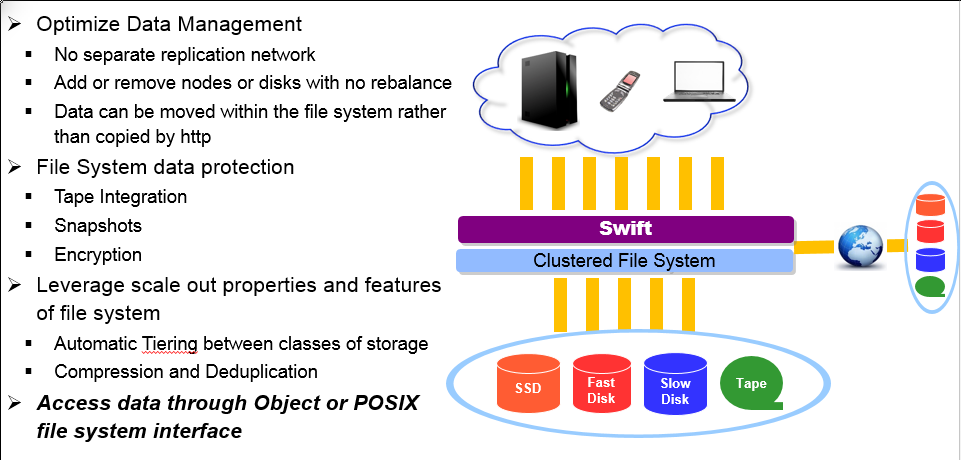 Optimize Data Management
No separate replication network
Add or remove nodes or disks with no rebalance
Data can be moved within the file system rather
than copied by http
File System data protection
Tape Integration
Snapshots
Encryption
Leverage scale out properties and features
of file system
Automatic Tiering between classes of storage
Compression and Deduplication
Access data through Object or POSIX
file system interface
Swift
Clustered File System
SSD
Fast
Disk
Slow
Disk
Tape